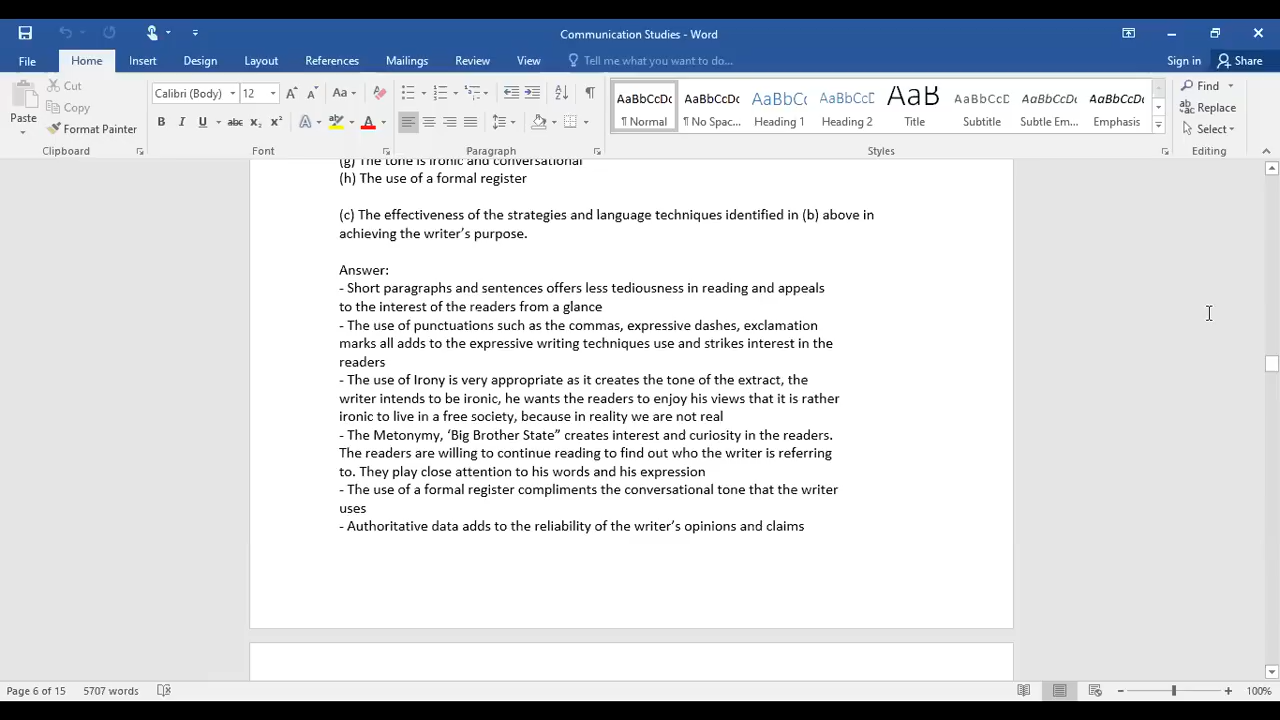 Communication Studies - Word
File Home Insert Design Layout References Mailings Review View Tell me what you want to do... Sign in Share
Paste Cut Copy Format Painter
Calibri (Body) 12
AaBbCcDc AaBbCcDc AaBbCc AaBbCcD AaB AaBbCcD AaBbCcDc AaBbCcDc
¶ Normal ¶ No Spac... Heading 1 Heading 2 Title Subtitle Subtle Em... Emphasis
Find Replace Select
Clipboard Font Paragraph Styles Editing
(g) The tone is ironic and conversational
(h) The use of a formal register
(c) The effectiveness of the strategies and language techniques identified in (b) above in
achieving the writer’s purpose.
Answer:
- Short paragraphs and sentences offers less tediousness in reading and appeals
to the interest of the readers from a glance
- The use of punctuations such as the commas, expressive dashes, exclamation
marks all adds to the expressive writing techniques use and strikes interest in the
readers
- The use of Irony is very appropriate as it creates the tone of the extract, the
writer intends to be ironic, he wants the readers to enjoy his views that it is rather
ironic to live in a free society, because in reality we are not real
- The Metonymy, ‘Big Brother State” creates interest and curiosity in the readers.
The readers are willing to continue reading to find out who the writer is referring
to. They play close attention to his words and his expression
- The use of a formal register compliments the conversational tone that the writer
uses
- Authoritative data adds to the reliability of the writer’s opinions and claims
Page 6 of 15 5707 words 100%